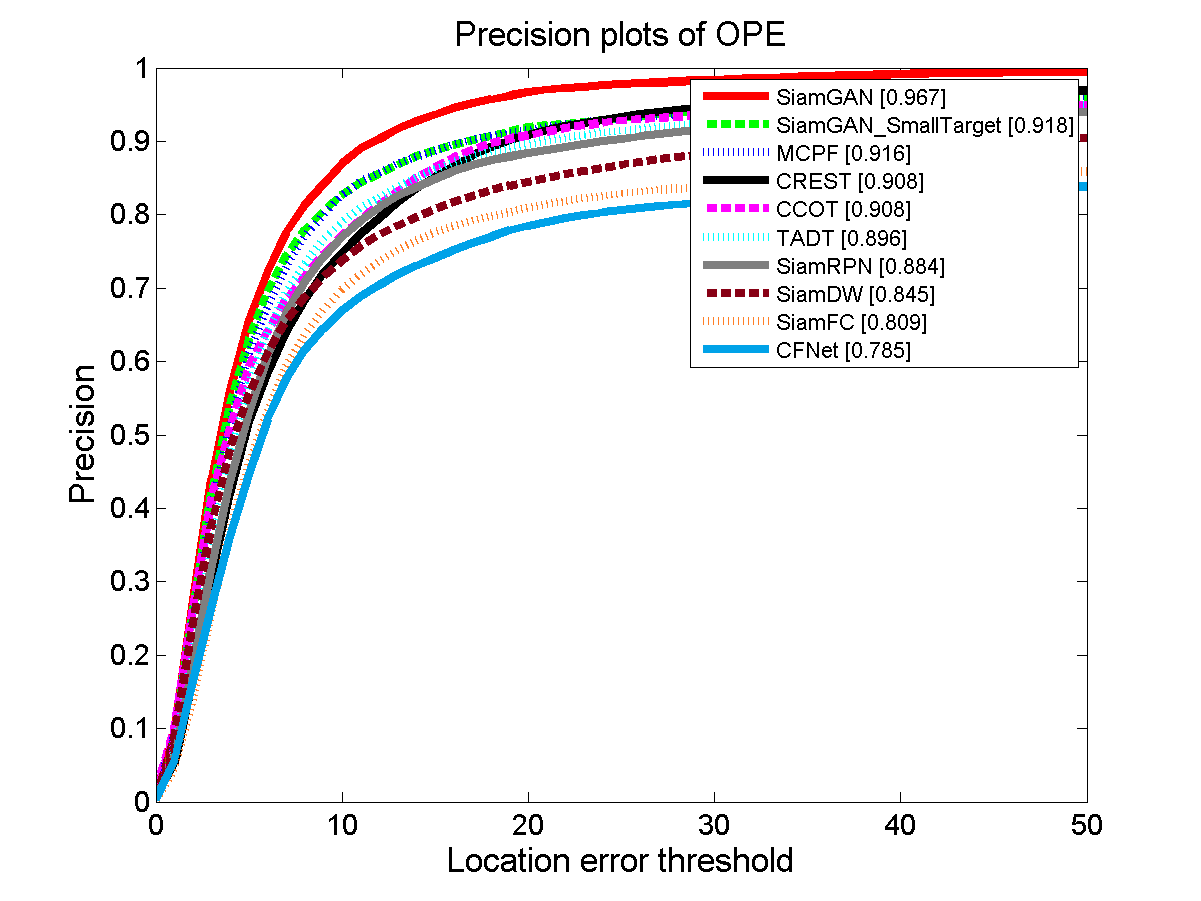 Precision plots of OPE
1
0.9
0.8
0.7
0.6
0.5
0.4
0.3
0.2
0.1
0
Precision
SiamGAN [0.967]
SiamGAN_SmallTarget [0.918]
MCPF [0.916]
CREST [0.908]
CCOT [0.908]
TADT [0.896]
SiamRPN [0.884]
SiamDW [0.845]
SiamFC [0.809]
CFNet [0.785]
0 10 20 30 40 50
Location error threshold